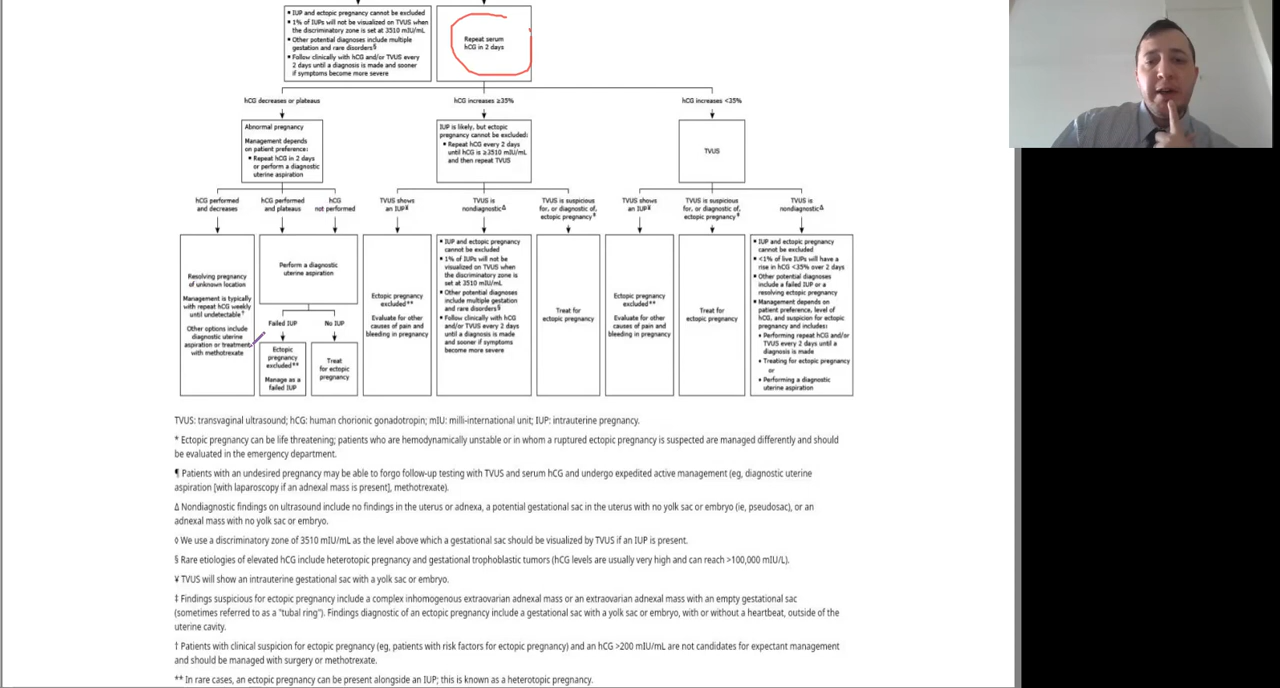 ▪ IUP and ectopic pregnancy cannot be excluded
▪ 1% of IUPs will not be visualized on TVUS when
the discriminatory zone is set at 3510 mIU/mL
▪ Other potential diagnoses include multiple
gestation and rare disorders§
▪ Follow clinically with hCG and/or TVUS every
2 days until a diagnosis is made and sooner
if symptoms become more severe
Repeat serum
hCG in 2 days
hCG decreases or plateaus
hCG increases ≥35%
hCG increases <35%
Abnormal pregnancy
Management depends
on patient preference:
▪ Repeat hCG in 2 days
or perform a diagnostic
uterine aspiration
IUP is likely, but ectopic
pregnancy cannot be excluded:
▪ Repeat hCG every 2 days
until hCG is ≥3510 mIU/mL
and then repeat TVUS
TVUS
hCG performed
and decreases
hCG performed
and plateaus
hCG
not performed
TVUS shows
an IUP¥
TVUS is
nondiagnosticΔ
TVUS is suspicious
for, or diagnostic of,
ectopic pregnancy‡
TVUS shows
an IUP¥
TVUS is suspicious
for, or diagnostic of,
ectopic pregnancy‡
TVUS is
nondiagnosticΔ
Resolving pregnancy
of unknown location
Management is typically
with repeat hCG weekly
until undetectable†
Other options include
diagnostic uterine
aspiration or treatment
with methotrexate
Perform a diagnostic
uterine aspiration
Failed IUP
No IUP
Ectopic
pregnancy
excluded**
Manage as a
failed IUP
Treat
for ectopic
pregnancy
Ectopic pregnancy
excluded**
Evaluate for other
causes of pain and
bleeding in pregnancy
▪ IUP and ectopic pregnancy
cannot be excluded
▪ 1% of IUPs will not be
visualized on TVUS when
the discriminatory zone is
set at 3510 mIU/mL
▪ Other potential diagnoses
include multiple gestation
and rare disorders§
▪ Follow clinically with hCG
and/or TVUS every 2 days
until a diagnosis is made
and sooner if symptoms
become more severe
Treat for
ectopic pregnancy
Ectopic pregnancy
excluded**
Evaluate for other
causes of pain and
bleeding in pregnancy
Treat for
ectopic pregnancy
▪ IUP and ectopic pregnancy
cannot be excluded
▪ <1% of live IUPs will have a
rise in hCG <35% over 2 days
▪ Other potential diagnoses
include a failed IUP or a
resolving ectopic pregnancy
▪ Management depends on
patient preference, level of
hCG, and suspicion for ectopic
pregnancy and includes:
• Performing repeat hCG and/or
TVUS every 2 days until a
diagnosis is made
• Treating for ectopic pregnancy
or
• Performing a diagnostic
uterine aspiration
TVUS: transvaginal ultrasound; hCG: human chorionic gonadotropin; mIU: milli-international unit; IUP: intrauterine pregnancy.
* Ectopic pregnancy can be life threatening; patients who are hemodynamically unstable or in whom a ruptured ectopic pregnancy is suspected are managed differently and should
be evaluated in the emergency department.
¶ Patients with an undesired pregnancy may be able to forgo follow-up testing with TVUS and serum hCG and undergo expedited active management (eg, diagnostic uterine
aspiration [with laparoscopy if an adnexal mass is present], methotrexate).
Δ Nondiagnostic findings on ultrasound include no findings in the uterus or adnexa, a potential gestational sac in the uterus with no yolk sac or embryo (ie, pseudosac), or an
adnexal mass with no yolk sac or embryo.
◊ We use a discriminatory zone of 3510 mIU/mL as the level above which a gestational sac should be visualized by TVUS if an IUP is present.
§ Rare etiologies of elevated hCG include heterotopic pregnancy and gestational trophoblastic tumors (hCG levels are usually very high and can reach >100,000 mIU/L).
¥ TVUS will show an intrauterine gestational sac with a yolk sac or embryo.
‡ Findings suspicious for ectopic pregnancy include a complex inhomogenous extraovarian adnexal mass or an extraovarian adnexal mass with an empty gestational sac
(sometimes referred to as a "tubal ring"). Findings diagnostic of an ectopic pregnancy include a gestational sac with a yolk sac or embryo, with or without a heartbeat, outside of the
uterine cavity.
† Patients with clinical suspicion for ectopic pregnancy (eg, patients with risk factors for ectopic pregnancy) and an hCG >200 mIU/mL are not candidates for expectant management
and should be managed with surgery or methotrexate.
** In rare cases, an ectopic pregnancy can be present alongside an IUP; this is known as a heterotopic pregnancy.